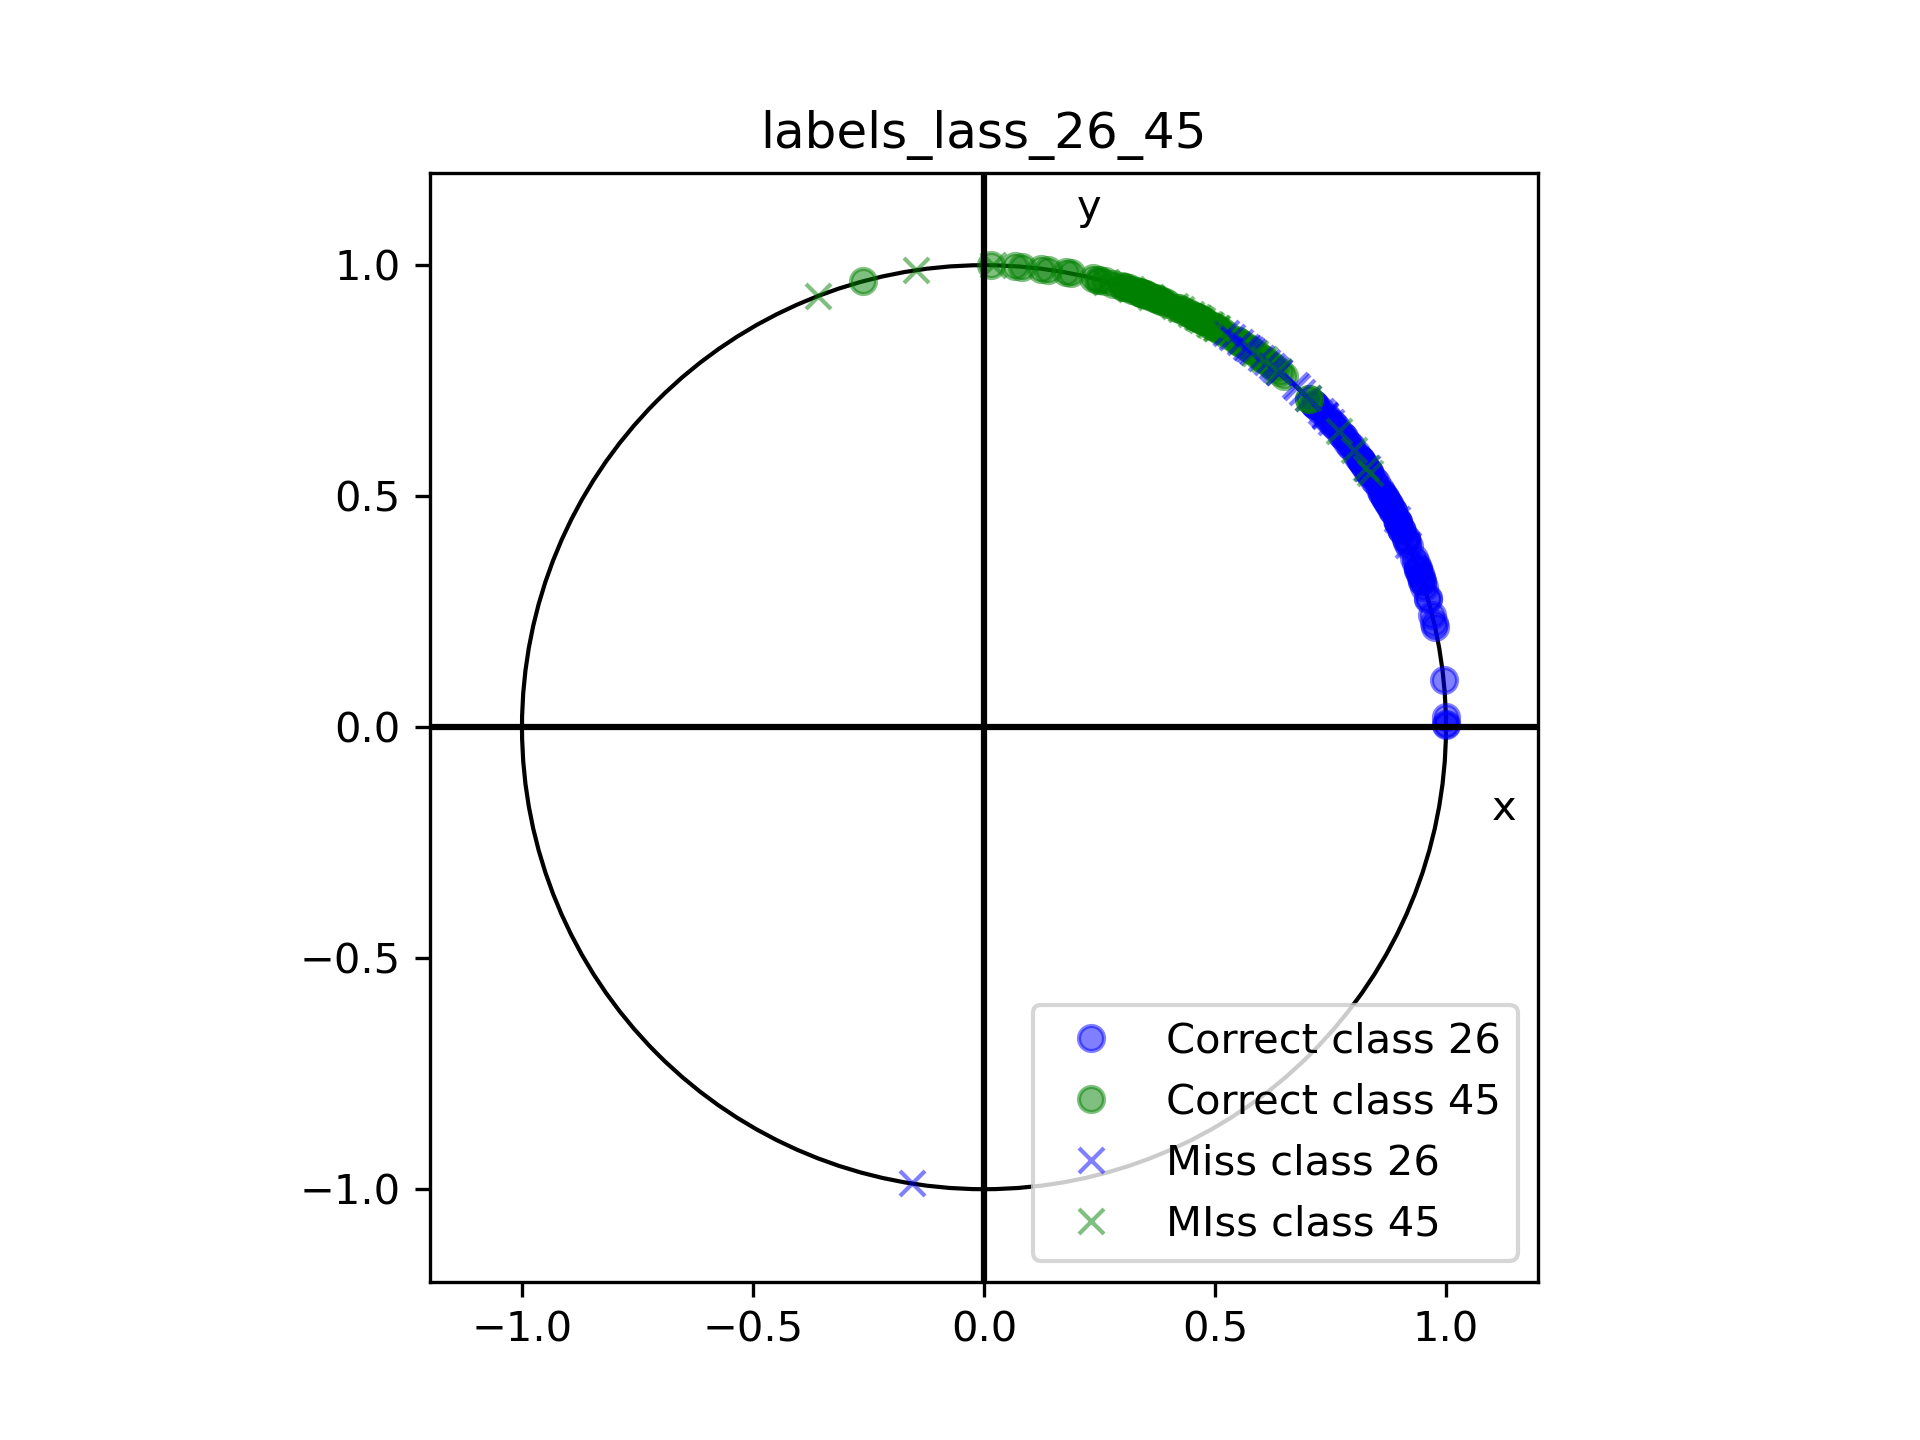 labels_lass_26_45
y
1.0
0.5
0.0
x
−0.5
−1.0
Correct class 26
Correct class 45
Miss class 26
MIss class 45
−1.0 −0.5 0.0 0.5 1.0